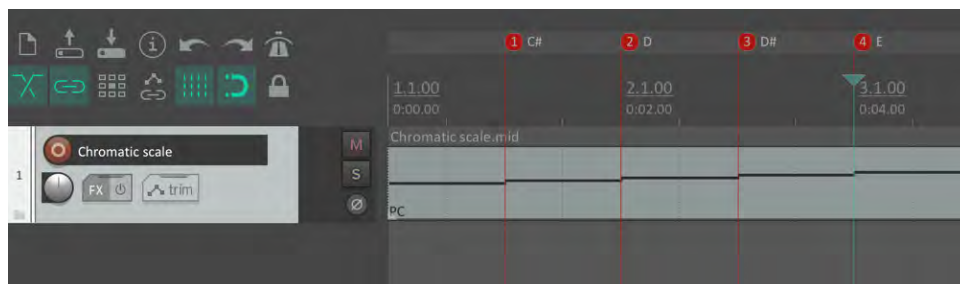 1 C# 2 D 3 D# 4 E
1.1.00 2.1.00 3.1.00
0:00.00 0:02.00 0:04.00
Chromatic scale.mid
Chromatic scale
M
1
S
FX trim
PC